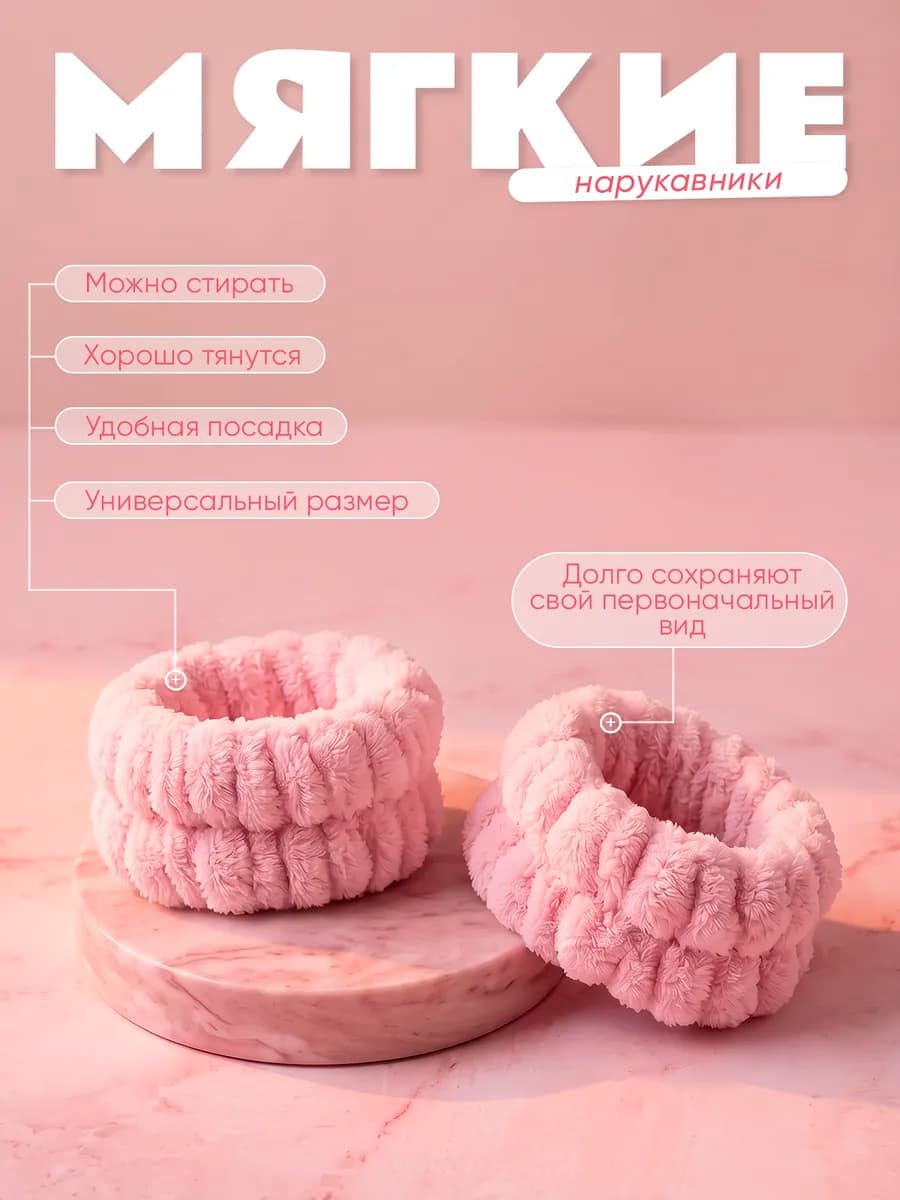 МЯГКИЕ
нарукавники
Можно стирать
Хорошо тянутся
Удобная посадка
Универсальный размер
Долго сохраняют
свой первоначальный
вид